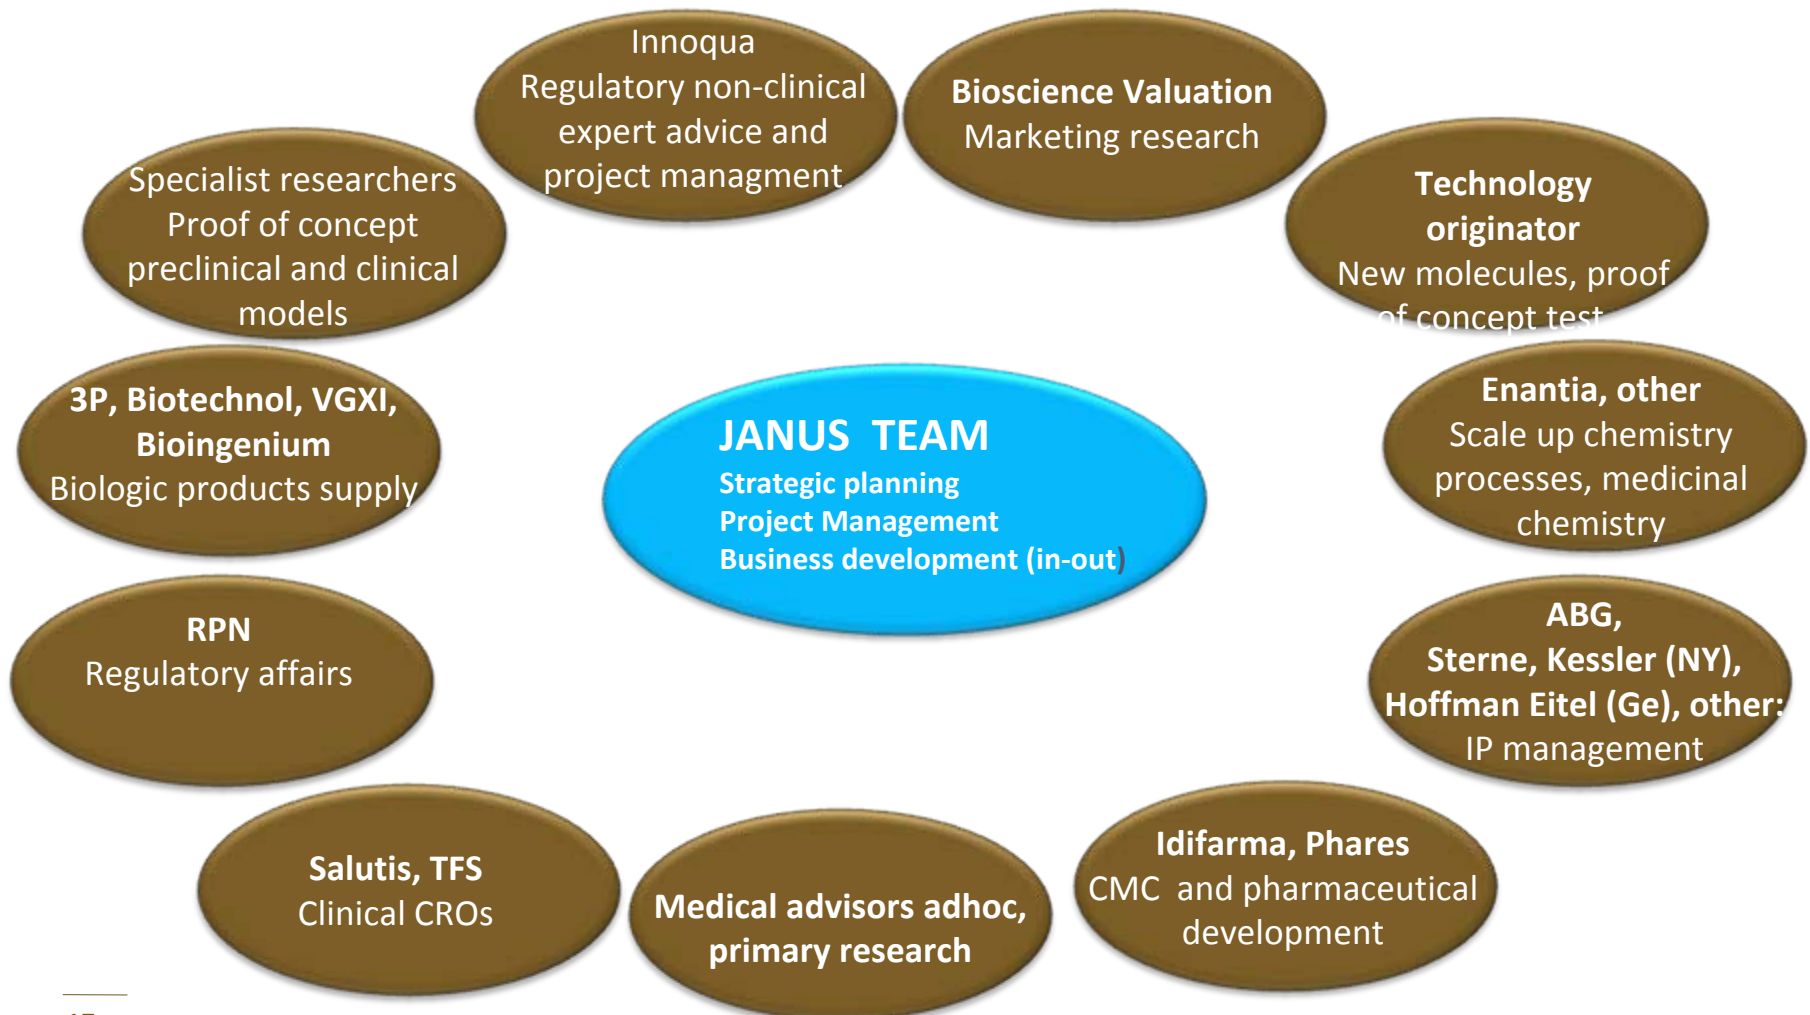 Innoqua
Regulatory non-clinical
expert advice and
project managment
Bioscience Valuation
Marketing research
Specialist researchers
Proof of concept
preclinical and clinical
models
Technology
originator
New molecules, proof
of concept test
3P, Biotechnol, VGXI,
Bioingenium
Biologic products supply
JANUS TEAM
Strategic planning
Project Management
Business development (in-out)
Enantia, other
Scale up chemistry
processes, medicinal
chemistry
RPN
Regulatory affairs
ABG,
Sterne, Kessler (NY),
Hoffman Eitel (Ge), other:
IP management
Salutis, TFS
Clinical CROs
Medical advisors adhoc,
primary research
Idifarma, Phares
CMC and pharmaceutical
development